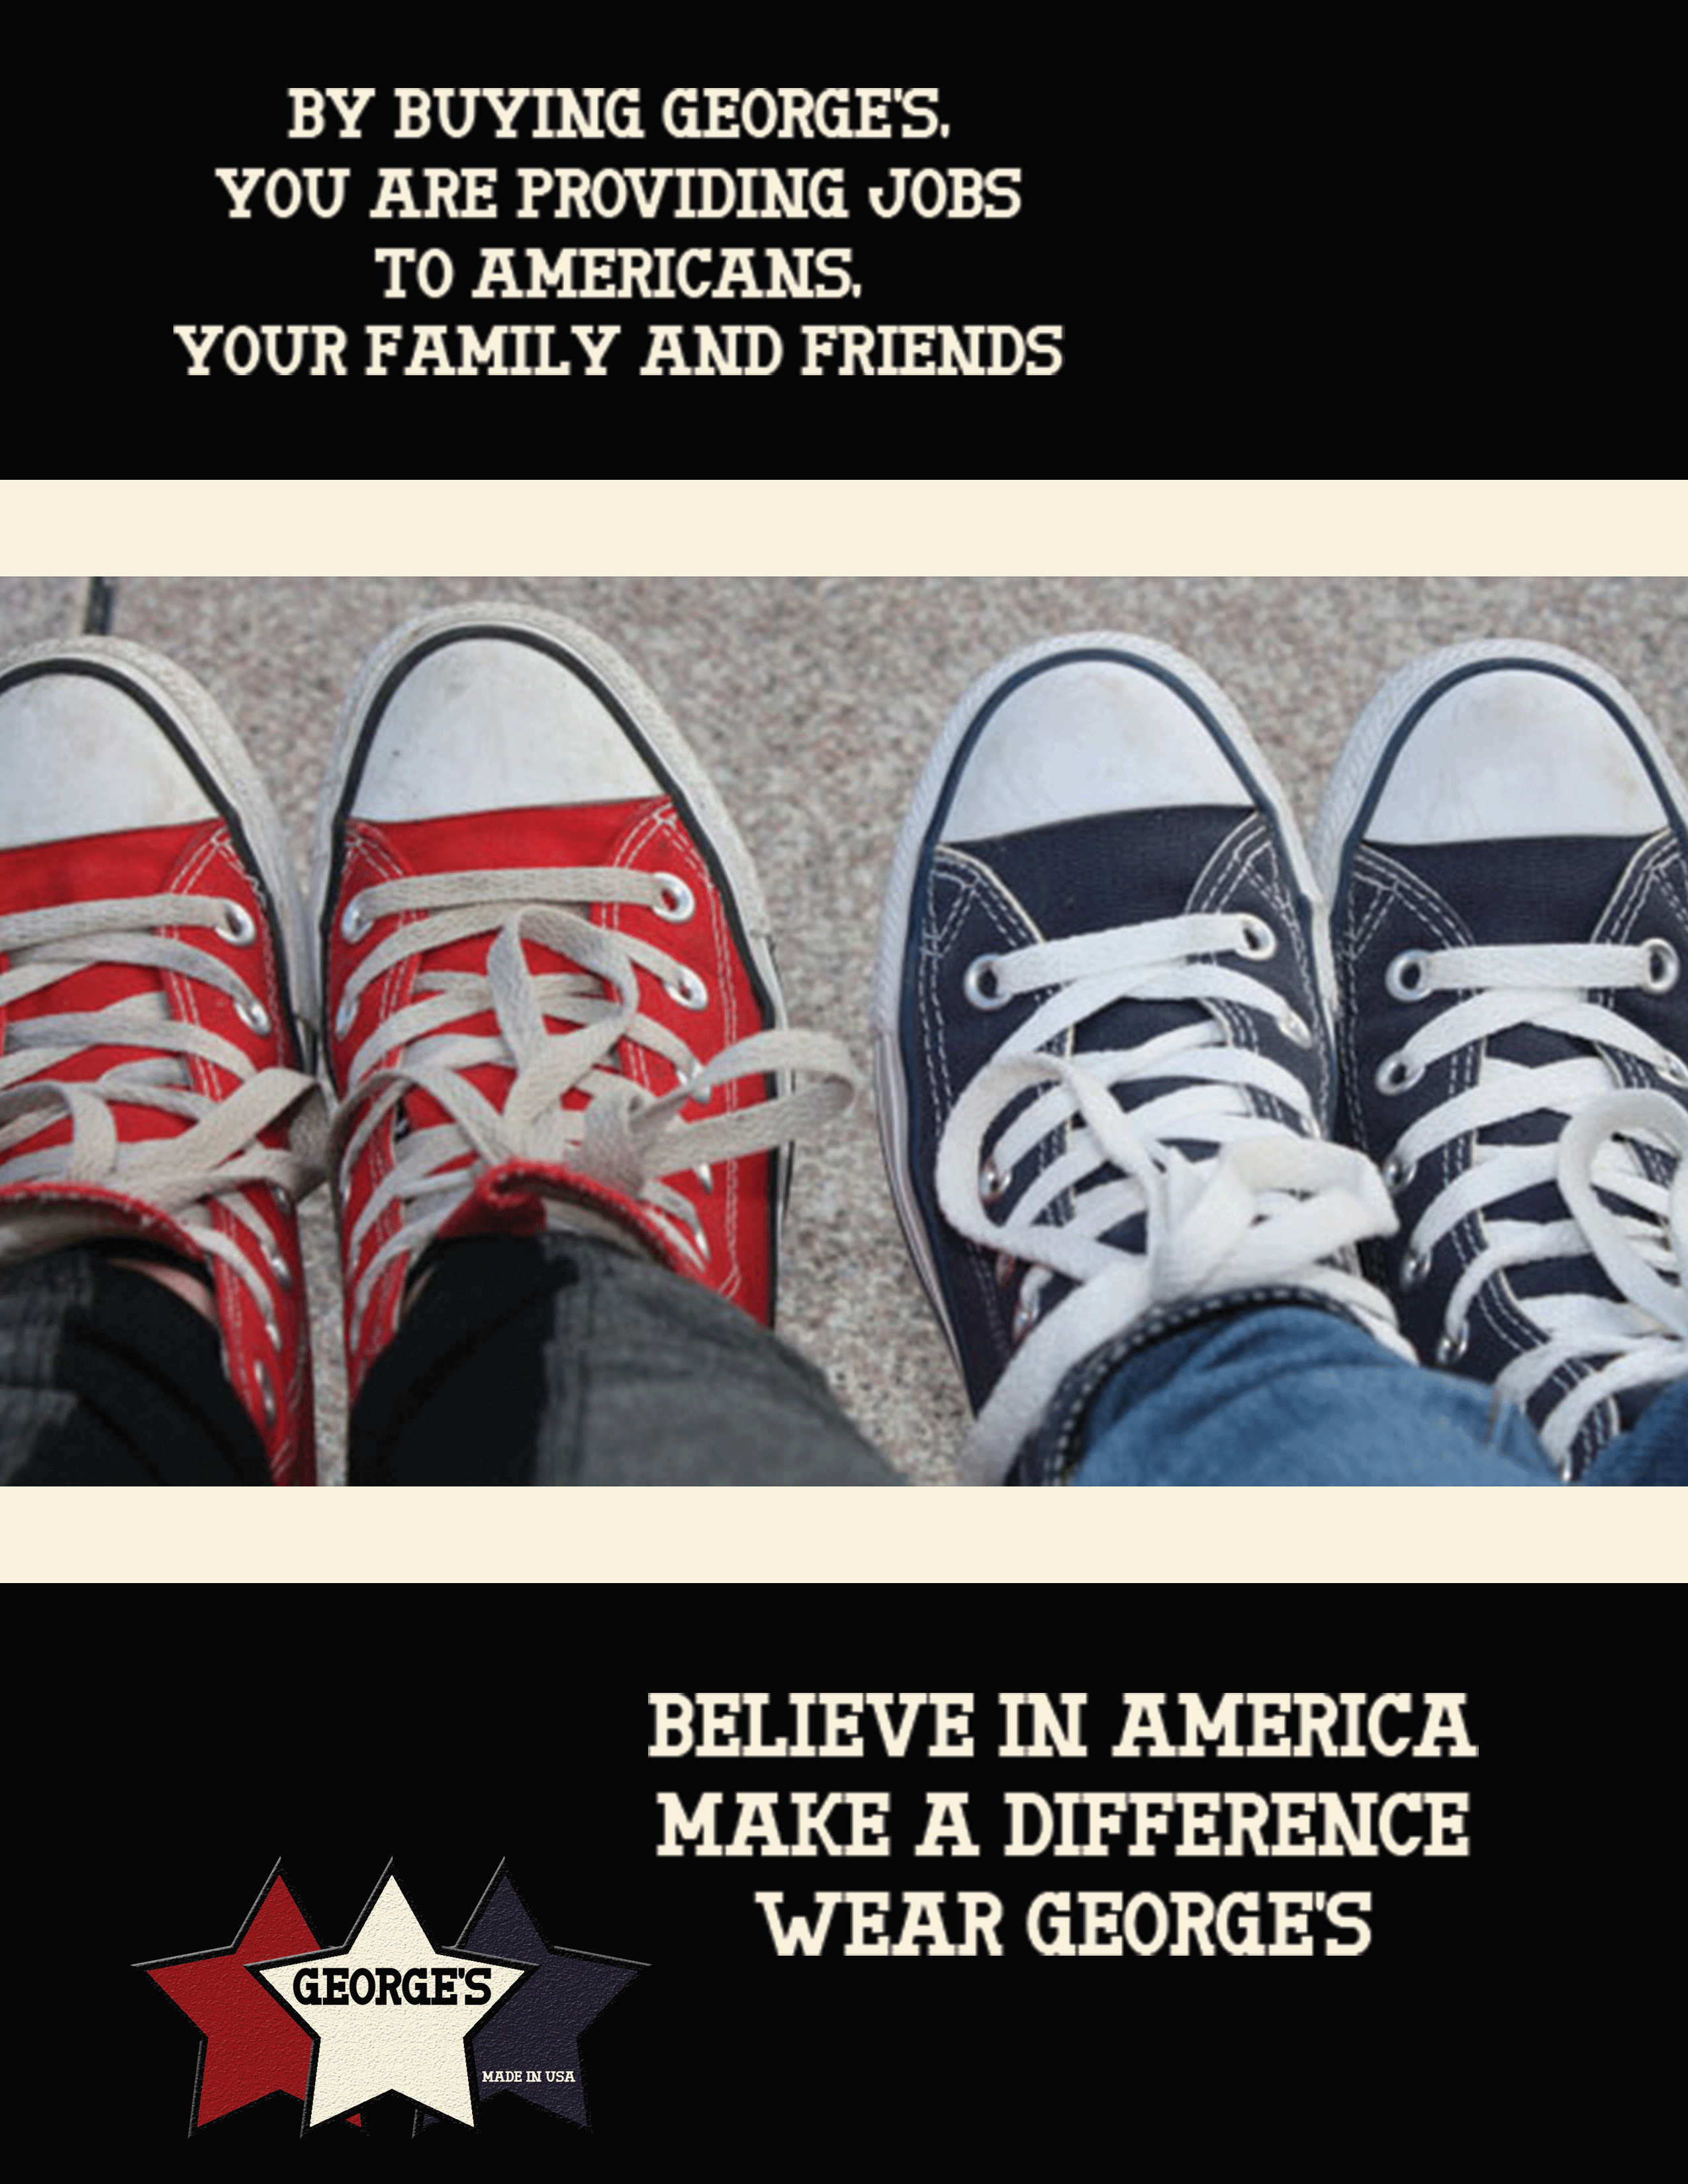 BY BUYING GEORGE'S,
YOU ARE PROVIDING JOBS
TO AMERICANS,
YOUR FAMILY AND FRIENDS
BELIEVE IN AMERICA
MAKE A DIFFERENCE
WEAR GEORGE'S
GEORGE'S
MADE IN USA